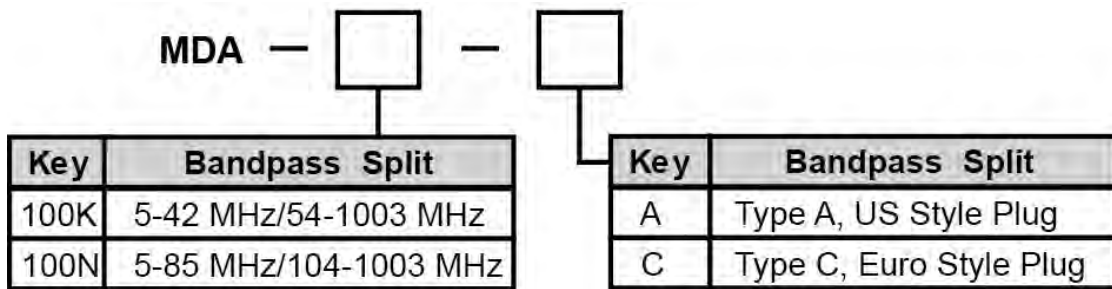 MDA — —
Key Bandpass Split
100K 5-42 MHz/54-1003 MHz
100N 5-85 MHz/104-1003 MHz
Key Bandpass Split
A Type A, US Style Plug
C Type C, Euro Style Plug